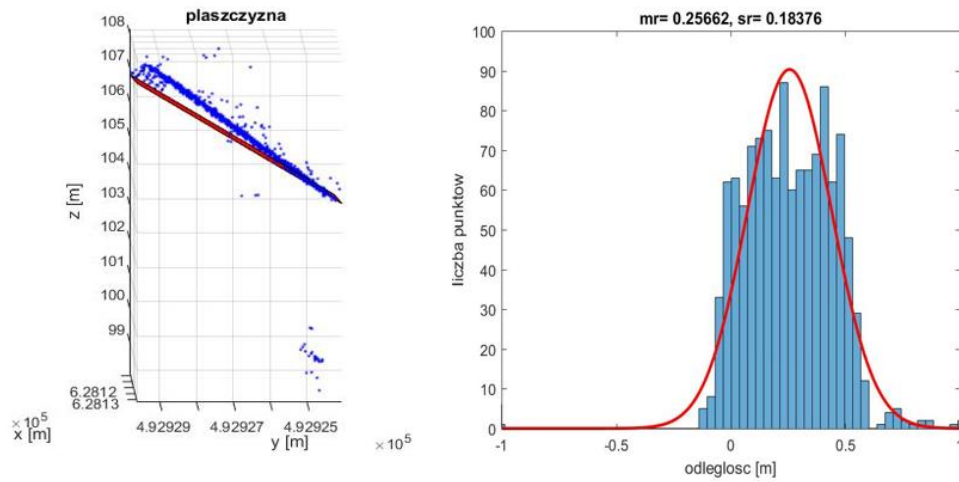 plaszczyzna
108
107
106
105
104
103
102
101
100
99
z [m]
6.2812
6.2813
× 10^5
x [m]
4.92929 4.92927 4.92925
y [m]
× 10^5
mr= 0.25662, sr= 0.18376
100
90
80
70
60
50
40
30
20
10
0
liczba punktow
-1 -0.5 0 0.5 1
odleglosc [m]